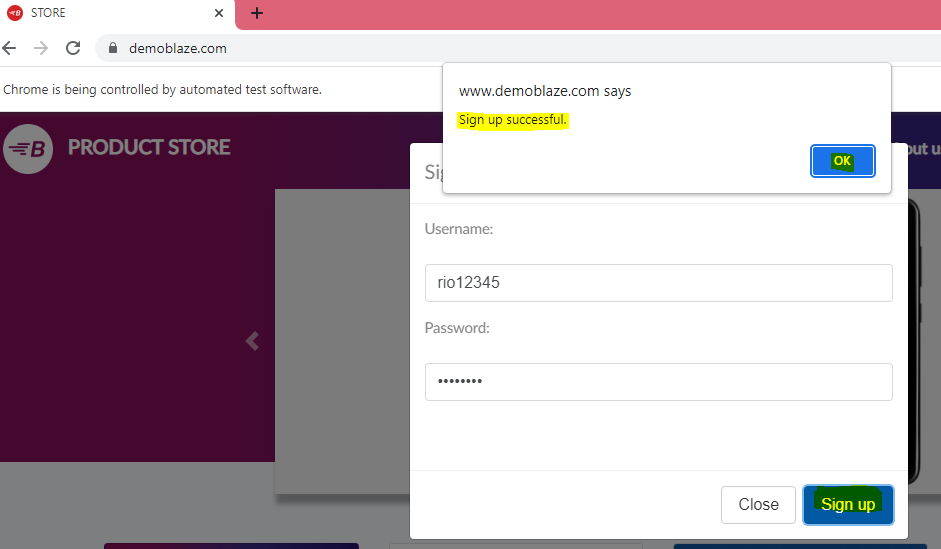 STORE
demoblaze.com
Chrome is being controlled by automated test software.
www.demoblaze.com says
Sign up successful.
OK
B PRODUCT STORE
out u
Sig
Username:
rio12345
Password:
••••••••
Close
Sign up